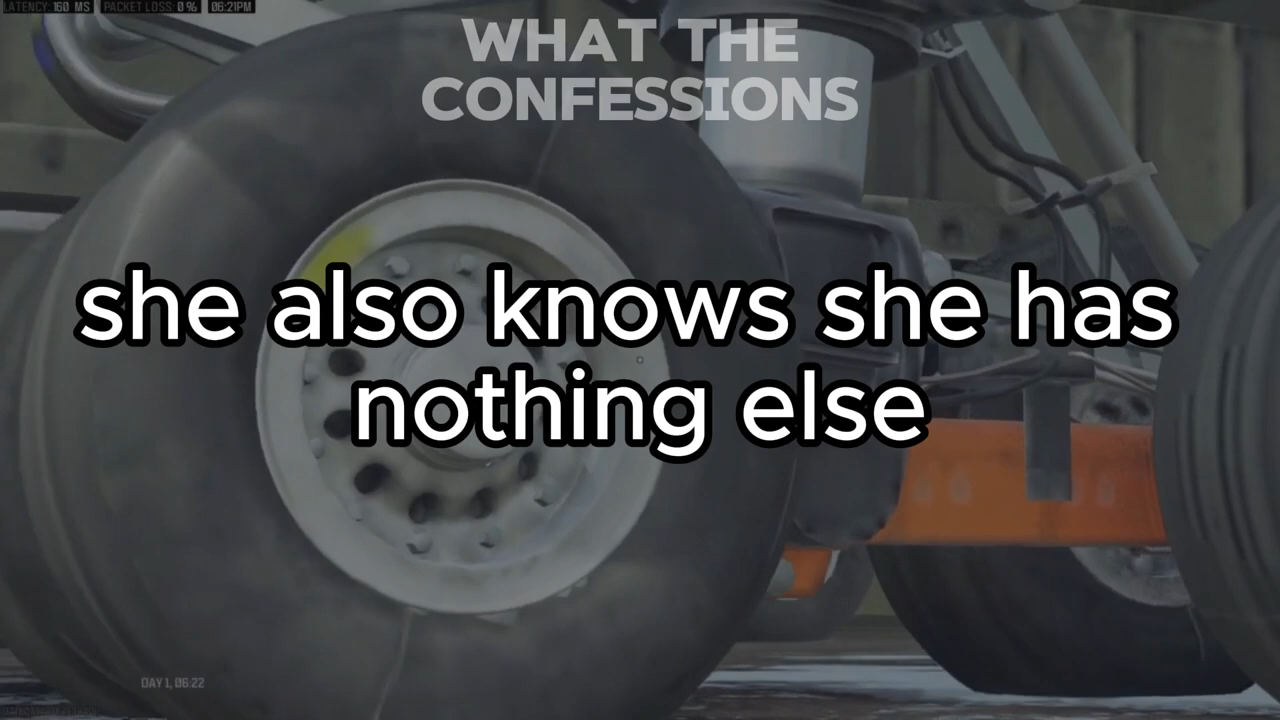 LATENCY: 160 MS PACKET LOSS: 0 % 06:21PM
WHAT THE
CONFESSIONS
she also knows she has
nothing else
DAY 1, 06:22